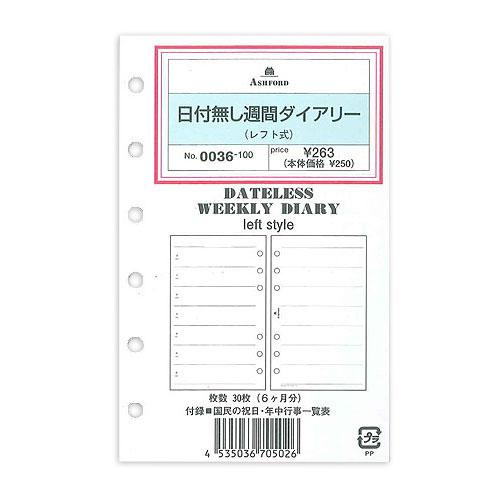 ASHFORD
日付無し週間ダイアリー
(レフト式)
No. 0036-100
price ¥263
(本体価格 ¥250)
DATELESS
WEEKLY DIARY
left style
枚数 30枚 (6ヶ月分)
付録■国民の祝日・年中行事一覧表
4 535036 705026
プラ
PP